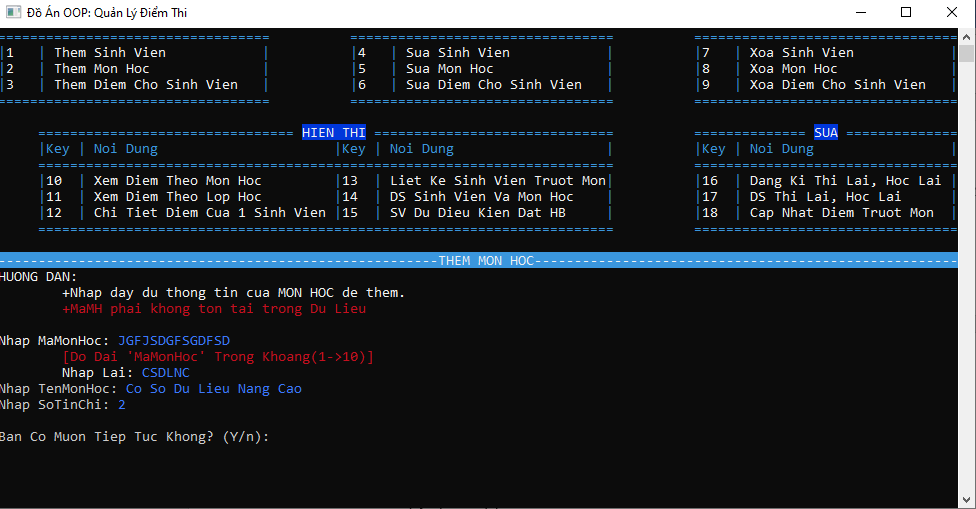 Đồ Án OOP: Quản Lý Điểm Thi
================================= ================================= =================================
|1 | Them Sinh Vien | |4 | Sua Sinh Vien | |7 | Xoa Sinh Vien |
|2 | Them Mon Hoc | |5 | Sua Mon Hoc | |8 | Xoa Mon Hoc |
|3 | Them Diem Cho Sinh Vien | |6 | Sua Diem Cho Sinh Vien | |9 | Xoa Diem Cho Sinh Vien |
================================= ================================= =================================
================================ HIEN THI ============================== ============== SUA ==============
|Key | Noi Dung |Key | Noi Dung | |Key | Noi Dung |
======================================================================== =================================
|10 | Xem Diem Theo Mon Hoc |13 | Liet Ke Sinh Vien Truot Mon| |16 | Dang Ki Thi Lai, Hoc Lai |
|11 | Xem Diem Theo Lop Hoc |14 | DS Sinh Vien Va Mon Hoc | |17 | DS Thi Lai, Hoc Lai |
|12 | Chi Tiet Diem Cua 1 Sinh Vien |15 | SV Du Dieu Kien Dat HB | |18 | Cap Nhat Diem Truot Mon |
======================================================================== =================================
-------------------------------------------------------THEM MON HOC-----------------------------------------------------
HUONG DAN:
+Nhap day du thong tin cua MON HOC de them.
+MaMH phai khong ton tai trong Du Lieu
Nhap MaMonHoc: JGFJSDGFSGDFSD
[Do Dai 'MaMonHoc' Trong Khoang(1->10)]
Nhap Lai: CSDLNC
Nhap TenMonHoc: Co So Du Lieu Nang Cao
Nhap SoTinChi: 2
Ban Co Muon Tiep Tuc Khong? (Y/n):